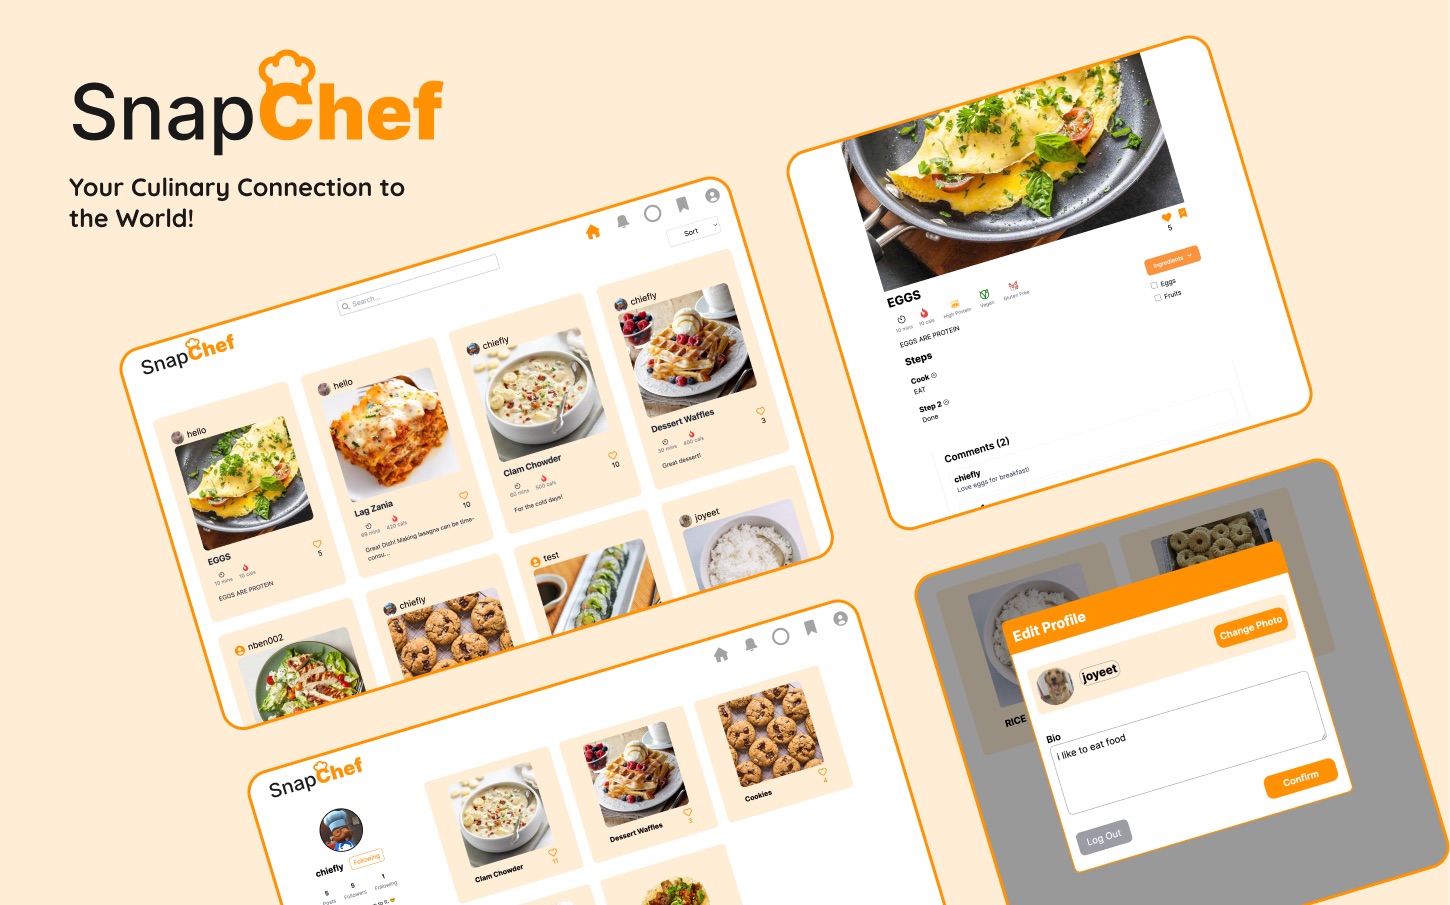 SnapChef
Your Culinary Connection to
the World!
Search...
Sort
SnapChef
hello
EGGS
10 mins
10 cals
5
EGGS ARE PROTEIN
hello
Lag Zania
69 mins
420 cals
10
Great Dish! Making lasagna can be time-
consu...
chiefly
Clam Chowder
60 mins
500 cals
10
For the cold days!
chiefly
Dessert Waffles
30 mins
400 cals
3
Great dessert!
nben002
chiefly
test
joyeet
EGGS
10 mins
10 cals
High Protein
Vegan
Gluten Free
5
Ingredients
Eggs
Fruits
EGGS ARE PROTEIN
Steps
Cook
EAT
Step 2
Done
Comments (2)
chiefly
Love eggs for breakfast!
SnapChef
chiefly
Following
5
Posts
5
Followers
1
Following
Clam Chowder
11
Dessert Waffles
3
Cookies
4
RICE
Edit Profile
Change Photo
joyeet
Bio
i like to eat food
Confirm
Log Out